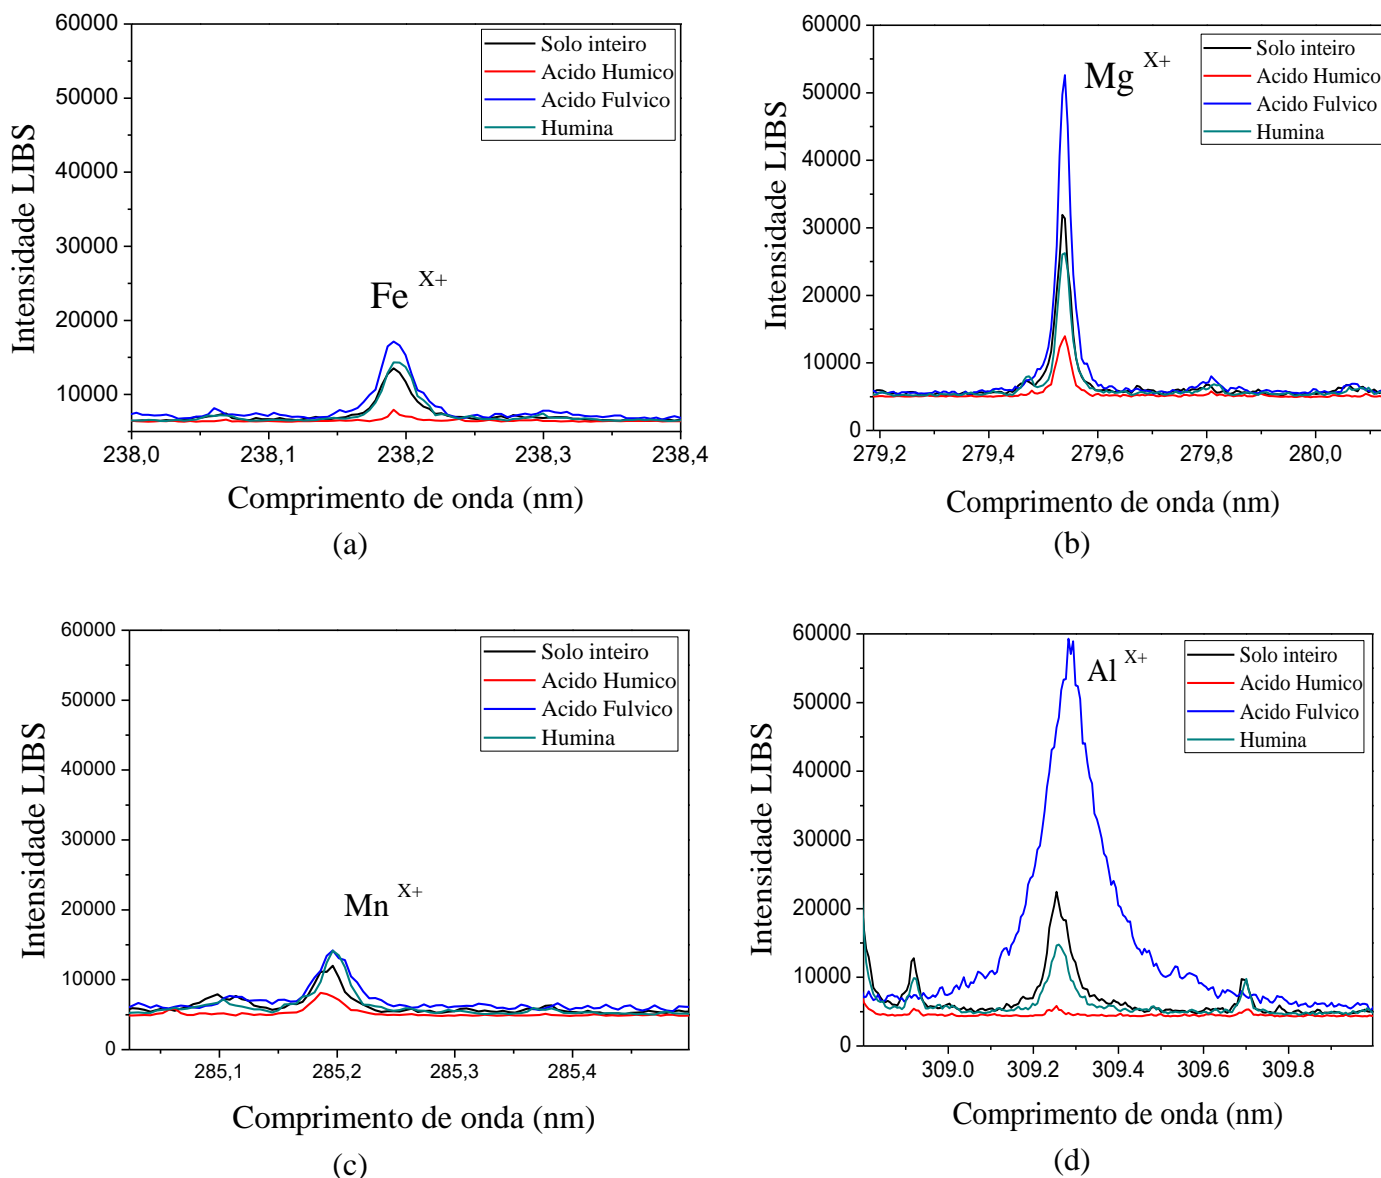 60000
50000
40000
30000
20000
10000
Intensidade LIBS
Solo inteiro
Acido Humico
Acido Fulvico
Humina
Fe X+
238,0 238,1 238,2 238,3 238,4
Comprimento de onda (nm)
(a)
60000
50000
40000
30000
20000
10000
0
Intensidade LIBS
Solo inteiro
Acido Humico
Acido Fulvico
Humina
Mg X+
279,2 279,4 279,6 279,8 280,0
Comprimento de onda (nm)
(b)
60000
50000
40000
30000
20000
10000
0
Intensidade LIBS
Solo inteiro
Acido Humico
Acido Fulvico
Humina
Mn X+
285,1 285,2 285,3 285,4
Comprimento de onda (nm)
(c)
60000
50000
40000
30000
20000
10000
0
Intensidade LIBS
Solo inteiro
Acido Humico
Acido Fulvico
Humina
Al X+
309.0 309.2 309.4 309.6 309.8
Comprimento de onda (nm)
(d)